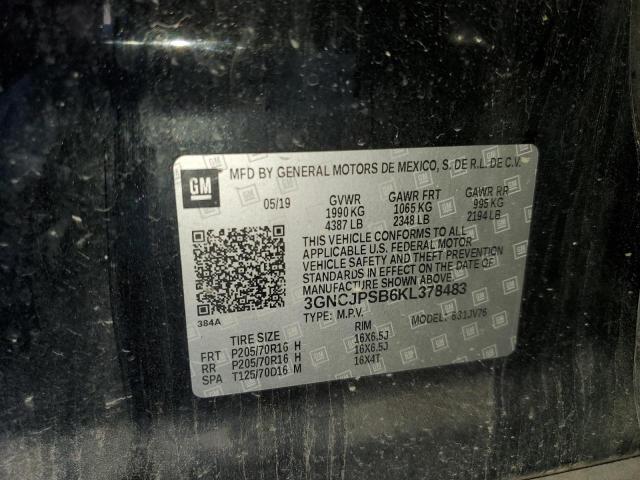 MFD BY GENERAL MOTORS DE MEXICO, S. DE R.L. DE C.V.
GM
05/19 GVWR GAWR FRT GAWR RR
1990 KG 1065 KG 995 KG
4387 LB 2348 LB 2194 LB
THIS VEHICLE CONFORMS TO ALL
APPLICABLE U.S. FEDERAL MOTOR
VEHICLE SAFETY AND THEFT PREVENTION
STANDARDS IN EFFECT ON THE DATE OF
MANUFACTURE SHOWN ABOVE.
3GNCJPSB6KL378483
384A
TYPE: M.P.V. MODEL: 631JV76
TIRE SIZE RIM
FRT P205/70R16 H 16X6.5J
RR P205/70R16 H 16X6.5J
SPA T125/70D16 M 16X4T